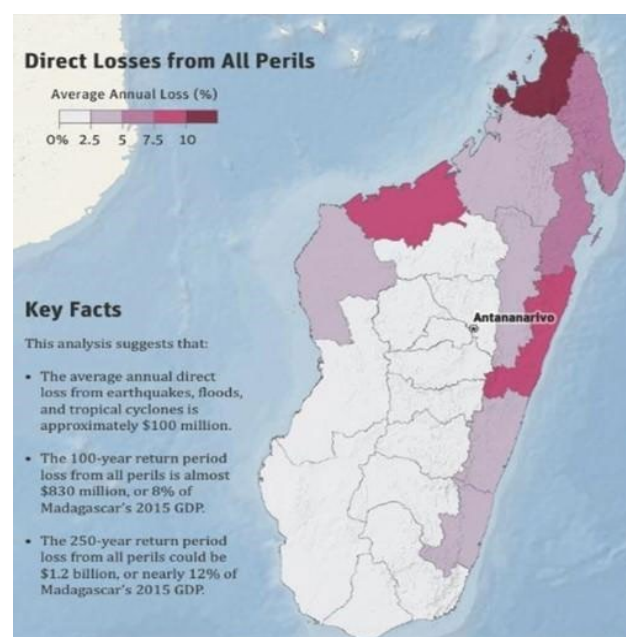 Direct Losses from All Perils
Average Annual Loss (%)
0% 2.5 5 7.5 10
Antananarivo
Key Facts
This analysis suggests that:
• The average annual direct
loss from earthquakes, floods,
and tropical cyclones is
approximately $100 million.
• The 100-year return period
loss from all perils is almost
$830 million, or 8% of
Madagascar's 2015 GDP.
• The 250-year return period
loss from all perils could be
$1.2 billion, or nearly 12% of
Madagascar's 2015 GDP.